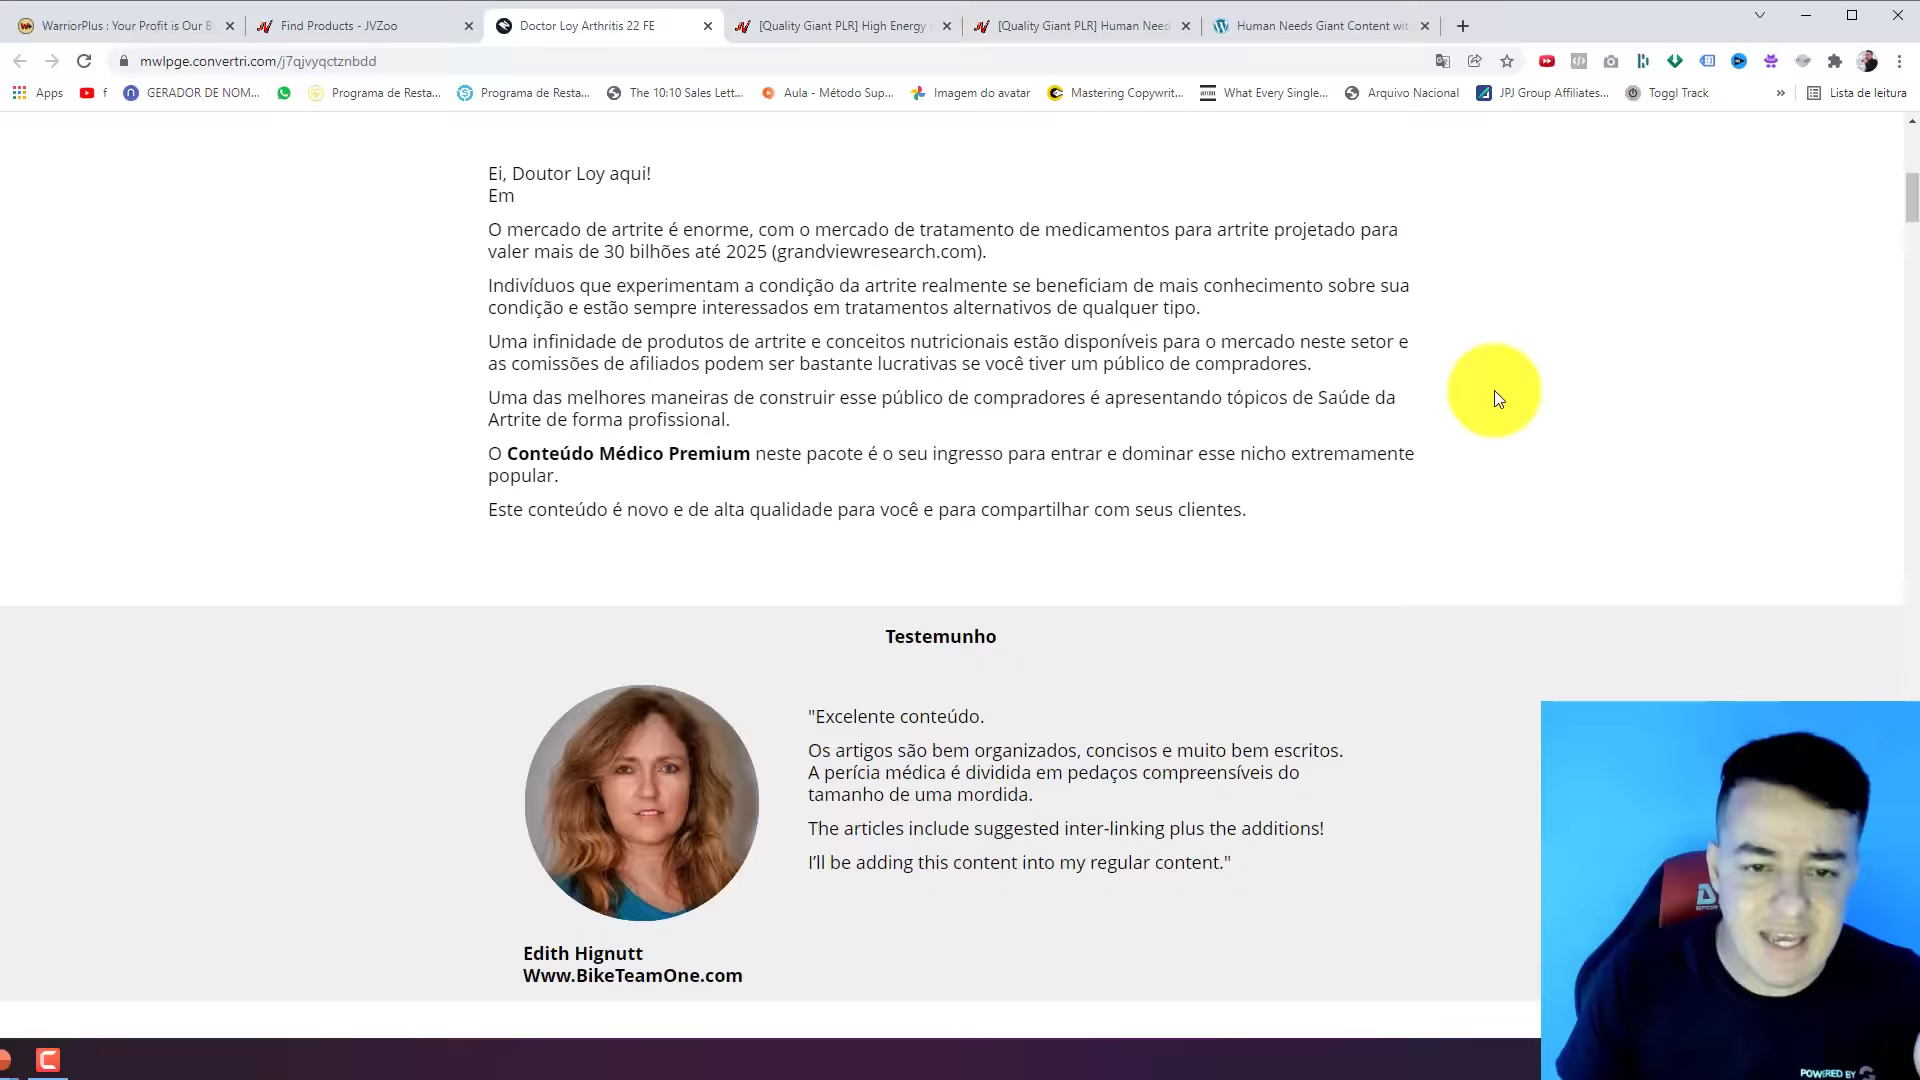 WarriorPlus : Your Profit is Our B
Find Products - JVZoo
Doctor Loy Arthritis 22 FE
[Quality Giant PLR] High Energy
[Quality Giant PLR] Human Need
Human Needs Giant Content wit
mwlpge.convertri.com/j7qjvyqctznbdd
Apps
f
GERADOR DE NOM...
Programa de Resta...
Programa de Resta...
The 10:10 Sales Lett...
Aula - Método Sup...
Imagem do avatar
Mastering Copywrit...
What Every Single...
Arquivo Nacional
JPJ Group Affiliates...
Toggl Track
»
Lista de leitura
Ei, Doutor Loy aqui!
Em
O mercado de artrite é enorme, com o mercado de tratamento de medicamentos para artrite projetado para
valer mais de 30 bilhões até 2025 (grandviewresearch.com).
Indivíduos que experimentam a condição da artrite realmente se beneficiam de mais conhecimento sobre sua
condição e estão sempre interessados em tratamentos alternativos de qualquer tipo.
Uma infinidade de produtos de artrite e conceitos nutricionais estão disponíveis para o mercado neste setor e
as comissões de afiliados podem ser bastante lucrativas se você tiver um público de compradores.
Uma das melhores maneiras de construir esse público de compradores é apresentando tópicos de Saúde da
Artrite de forma profissional.
O Conteúdo Médico Premium neste pacote é o seu ingresso para entrar e dominar esse nicho extremamente
popular.
Este conteúdo é novo e de alta qualidade para você e para compartilhar com seus clientes.
Testemunho
"Excelente conteúdo.
Os artigos são bem organizados, concisos e muito bem escritos.
A perícia médica é dividida em pedaços compreensíveis do
tamanho de uma mordida.
The articles include suggested inter-linking plus the additions!
I'll be adding this content into my regular content."
Edith Hignutt
Www.BikeTeamOne.com
POWERED BY